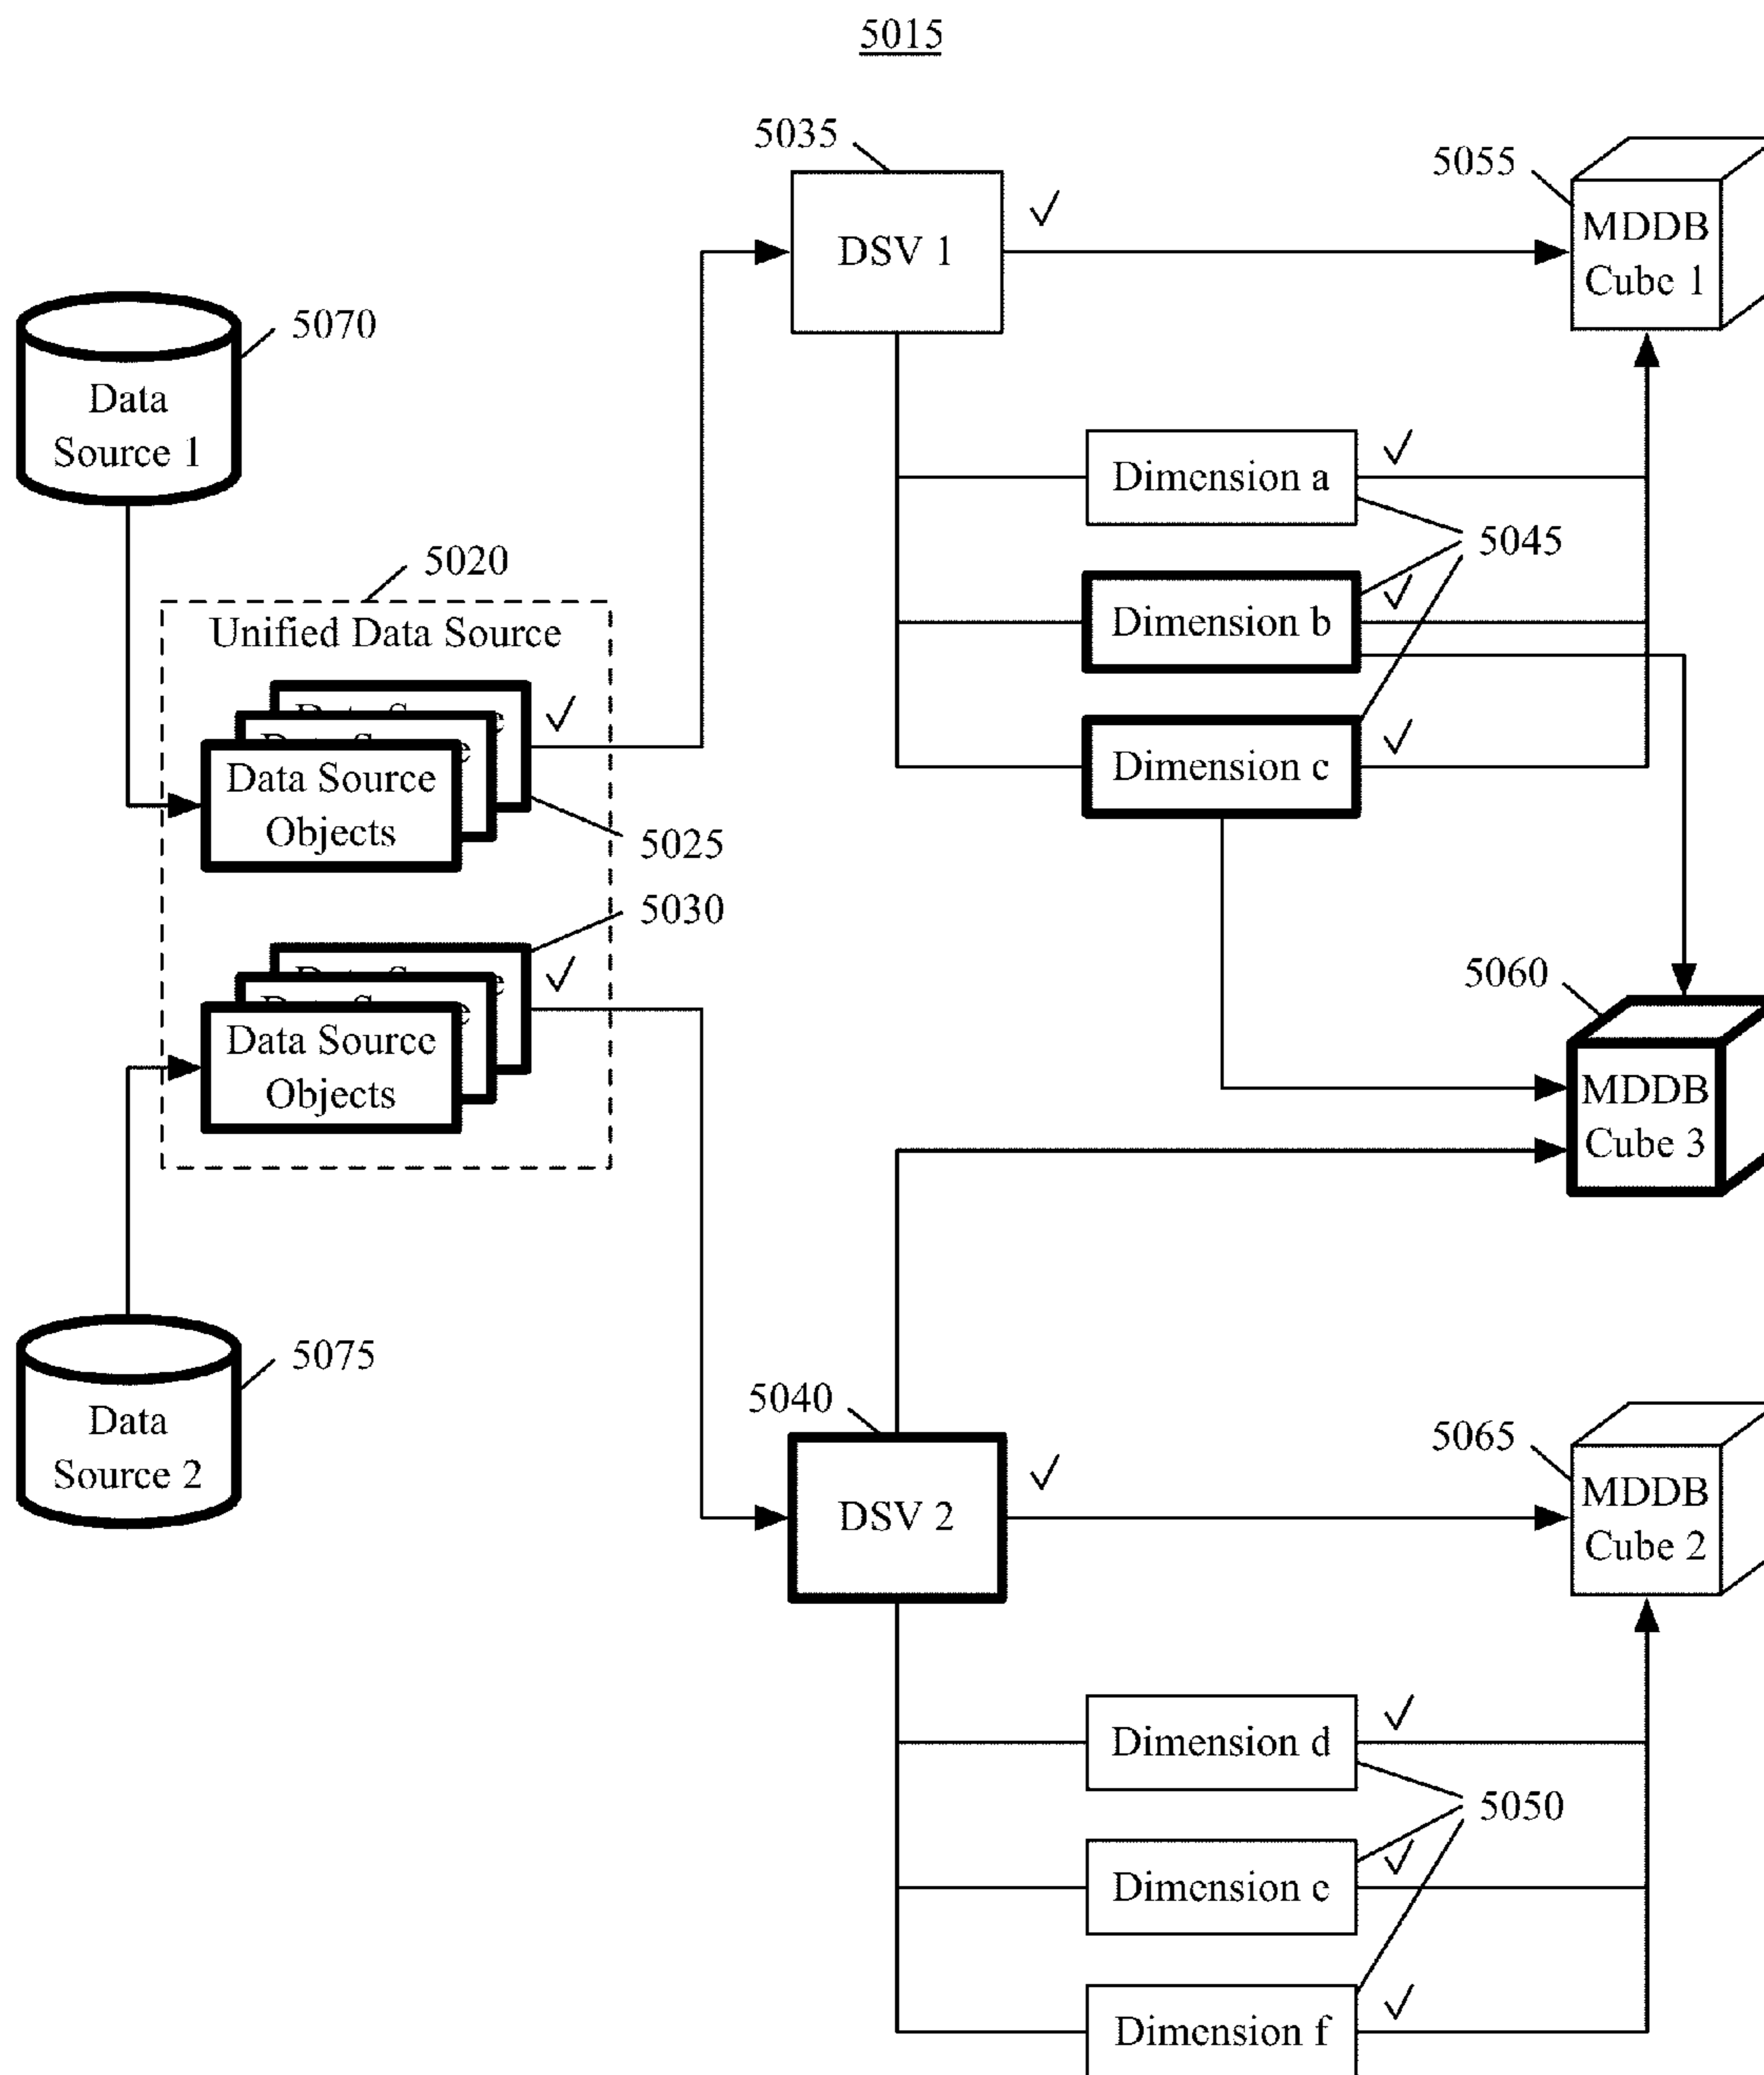 5015
5035
5055
DSV 1
MDDB
Cube 1
5070
Data
Source 1
Dimension a
5045
5020
Unified Data Source
Dimension b
Data Source
Objects
5025
Dimension c
5030
Data Source
Objects
5060
MDDB
Cube 3
5075
Data
Source 2
5040
5065
DSV 2
MDDB
Cube 2
Dimension d
5050
Dimension e
Dimension f